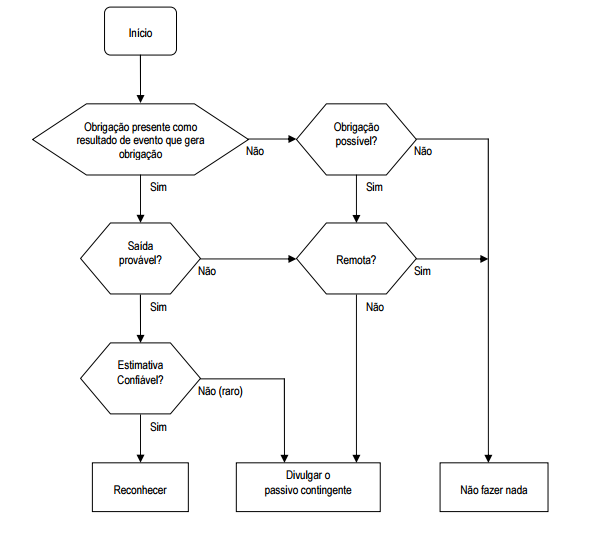 Início
Obrigação presente como
resultado de evento que gera
obrigação
Não
Obrigação
possível?
Não
Sim
Sim
Saída
provável?
Não
Remota?
Sim
Sim
Não
Estimativa
Confiável?
Não (raro)
Sim
Reconhecer
Divulgar o
passivo contingente
Não fazer nada